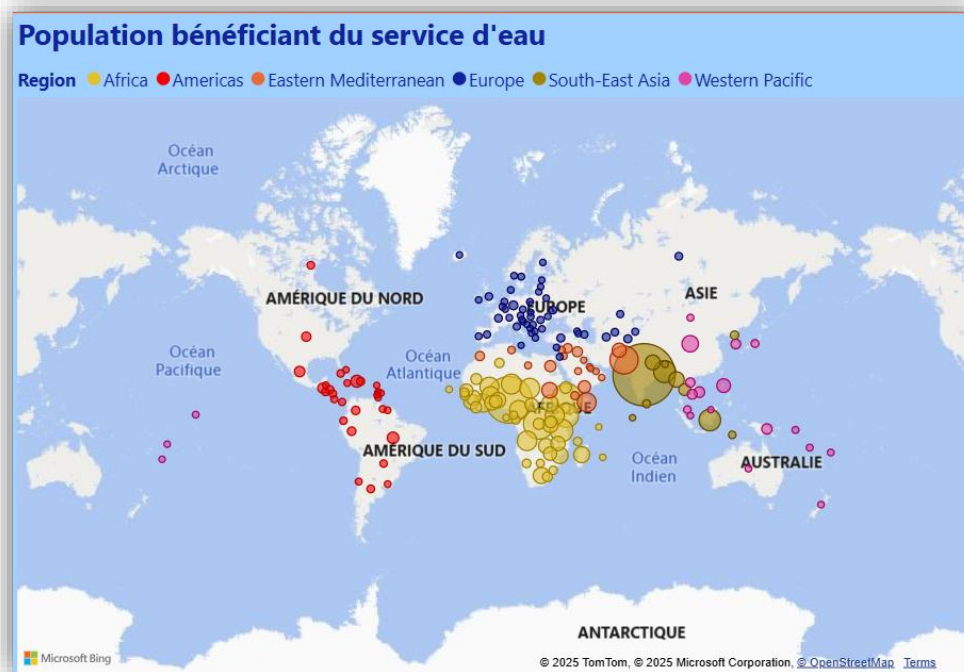 Population bénéficiant du service d'eau
Region Africa Americas Eastern Mediterranean Europe South-East Asia Western Pacific
Océan
Arctique
AMÉRIQUE DU NORD
EUROPE
ASIE
Océan
Pacifique
Océan
Atlantique
AFRIQUE
AMÉRIQUE DU SUD
Océan
Indien
AUSTRALIE
ANTARCTIQUE
Microsoft Bing
© 2025 TomTom, © 2025 Microsoft Corporation, © OpenStreetMap Terms